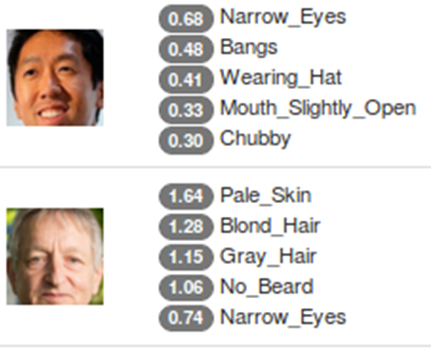 0.68 Narrow_Eyes
0.48 Bangs
0.41 Wearing_Hat
0.33 Mouth_Slightly_Open
0.30 Chubby
1.64 Pale_Skin
1.28 Blond_Hair
1.15 Gray_Hair
1.06 No_Beard
0.74 Narrow_Eyes